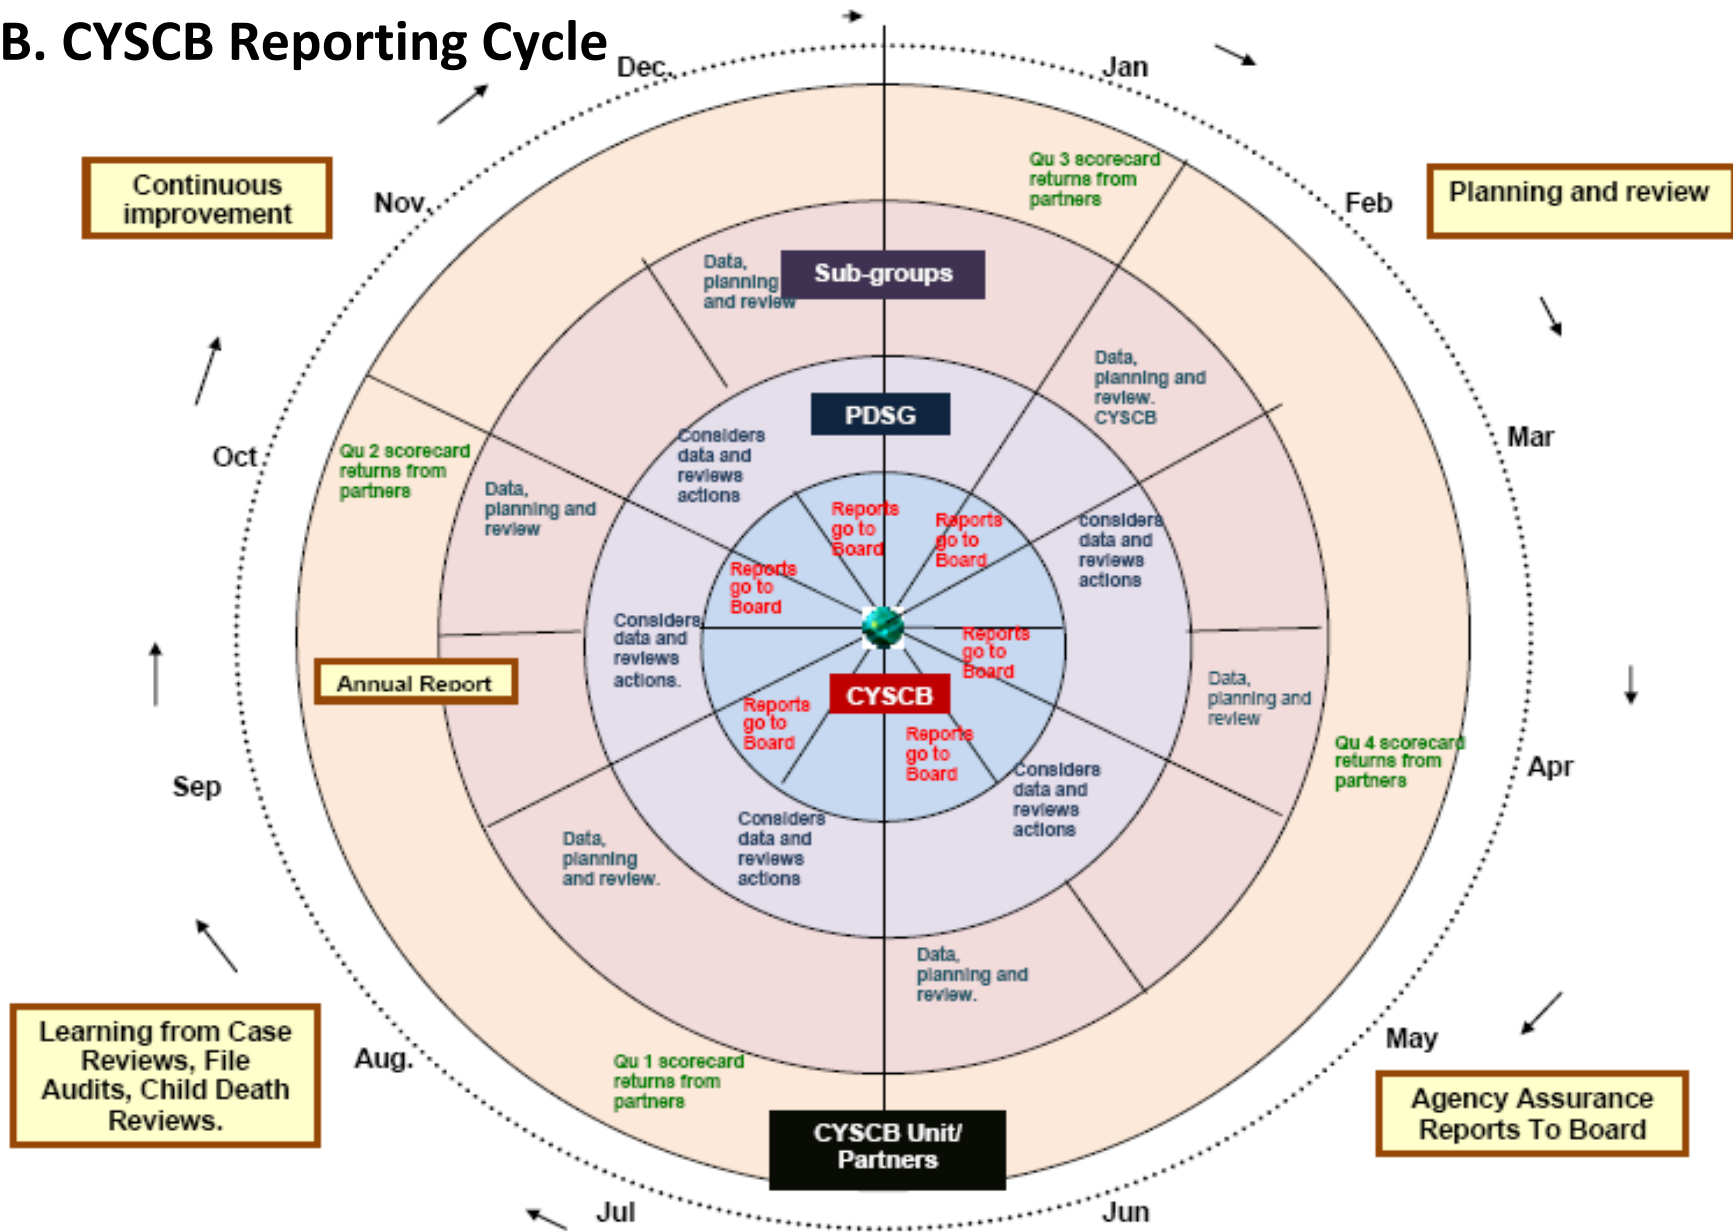 B. CYSCB Reporting Cycle
Dec.
Jan
Continuous
improvement
Nov.
Feb
Planning and review
Qu 3 scorecard
returns from
partners
Data,
planning
and review
Sub-groups
Data,
planning and
review.
CYSCB
PDSG
Oct
Mar
Qu 2 scorecard
returns from
partners
Data,
planning and
review
Considers
data and
reviews
actions
Reports
go to
Board
Reports
go to
Board
considers
data and
reviews
actions
Reports
go to
Board
Considers
data and
reviews
actions.
Reports
go to
Board
Annual Report
CYSCB
Data,
planning and
review
Reports
go to
Board
Reports
go to
Board
Qu 4 scorecard
returns from
partners
Sep
Apr
Considers
data and
reviews
actions
Considers
data and
reviews
actions
Data,
planning
and review.
Data,
planning and
review.
Learning from Case
Reviews, File
Audits, Child Death
Reviews.
Aug.
May
Qu 1 scorecard
returns from
partners
Agency Assurance
Reports To Board
CYSCB Unit/
Partners
Jul
Jun